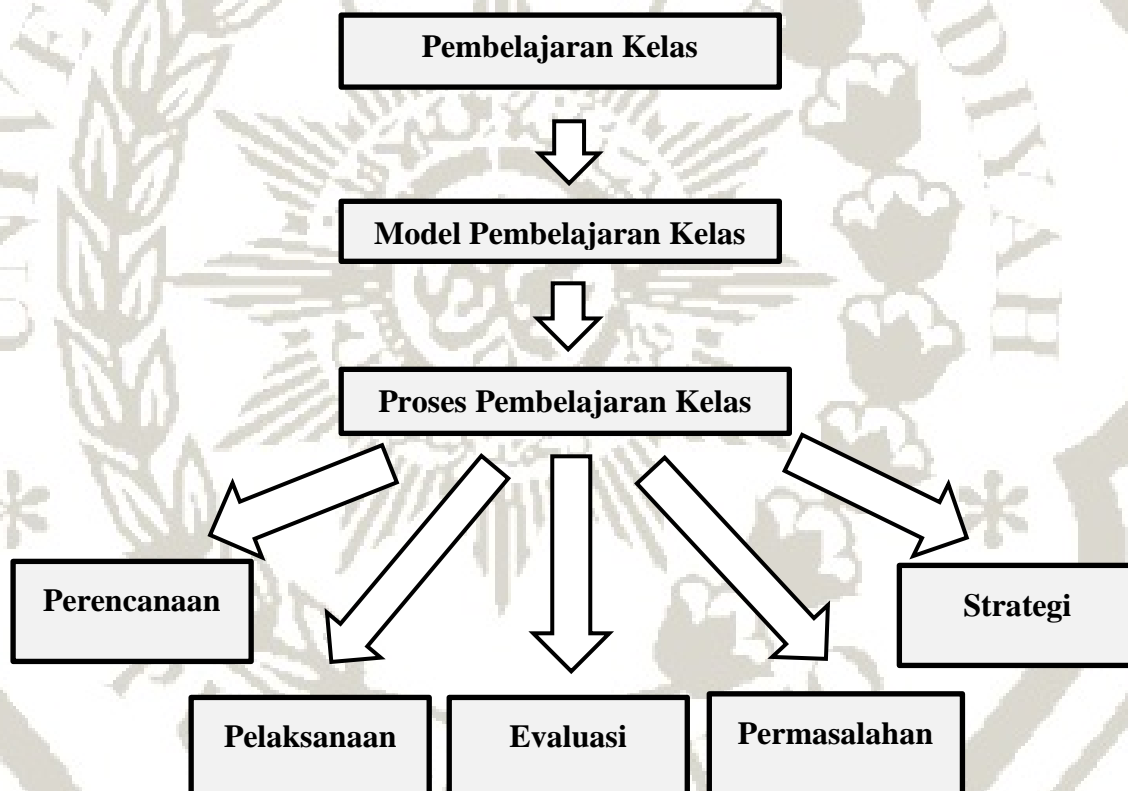 Pembelajaran Kelas
Model Pembelajaran Kelas
Proses Pembelajaran Kelas
Perencanaan
Strategi
Pelaksanaan
Evaluasi
Permasalahan